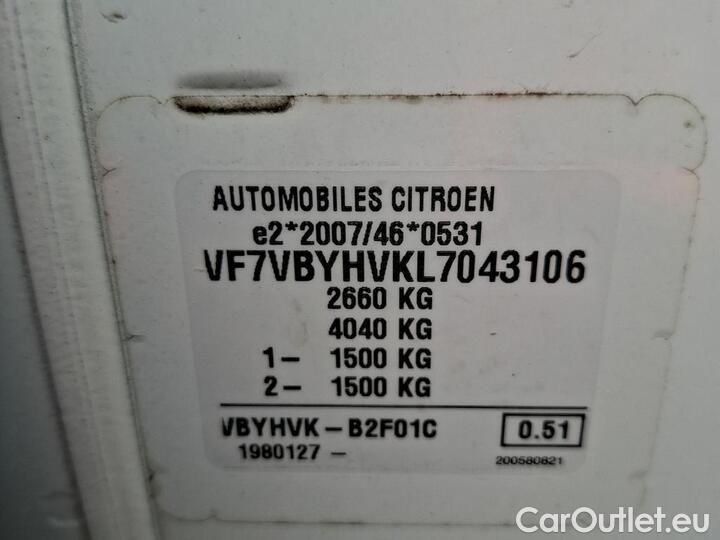 AUTOMOBILES CITROEN
e2*2007/46*0531
VF7VBYHVKL7043106
2660 KG
4040 KG
1- 1500 KG
2- 1500 KG
VBYHVK-B2F01C 0.51
1980127 - 200580821
CarOutlet.eu